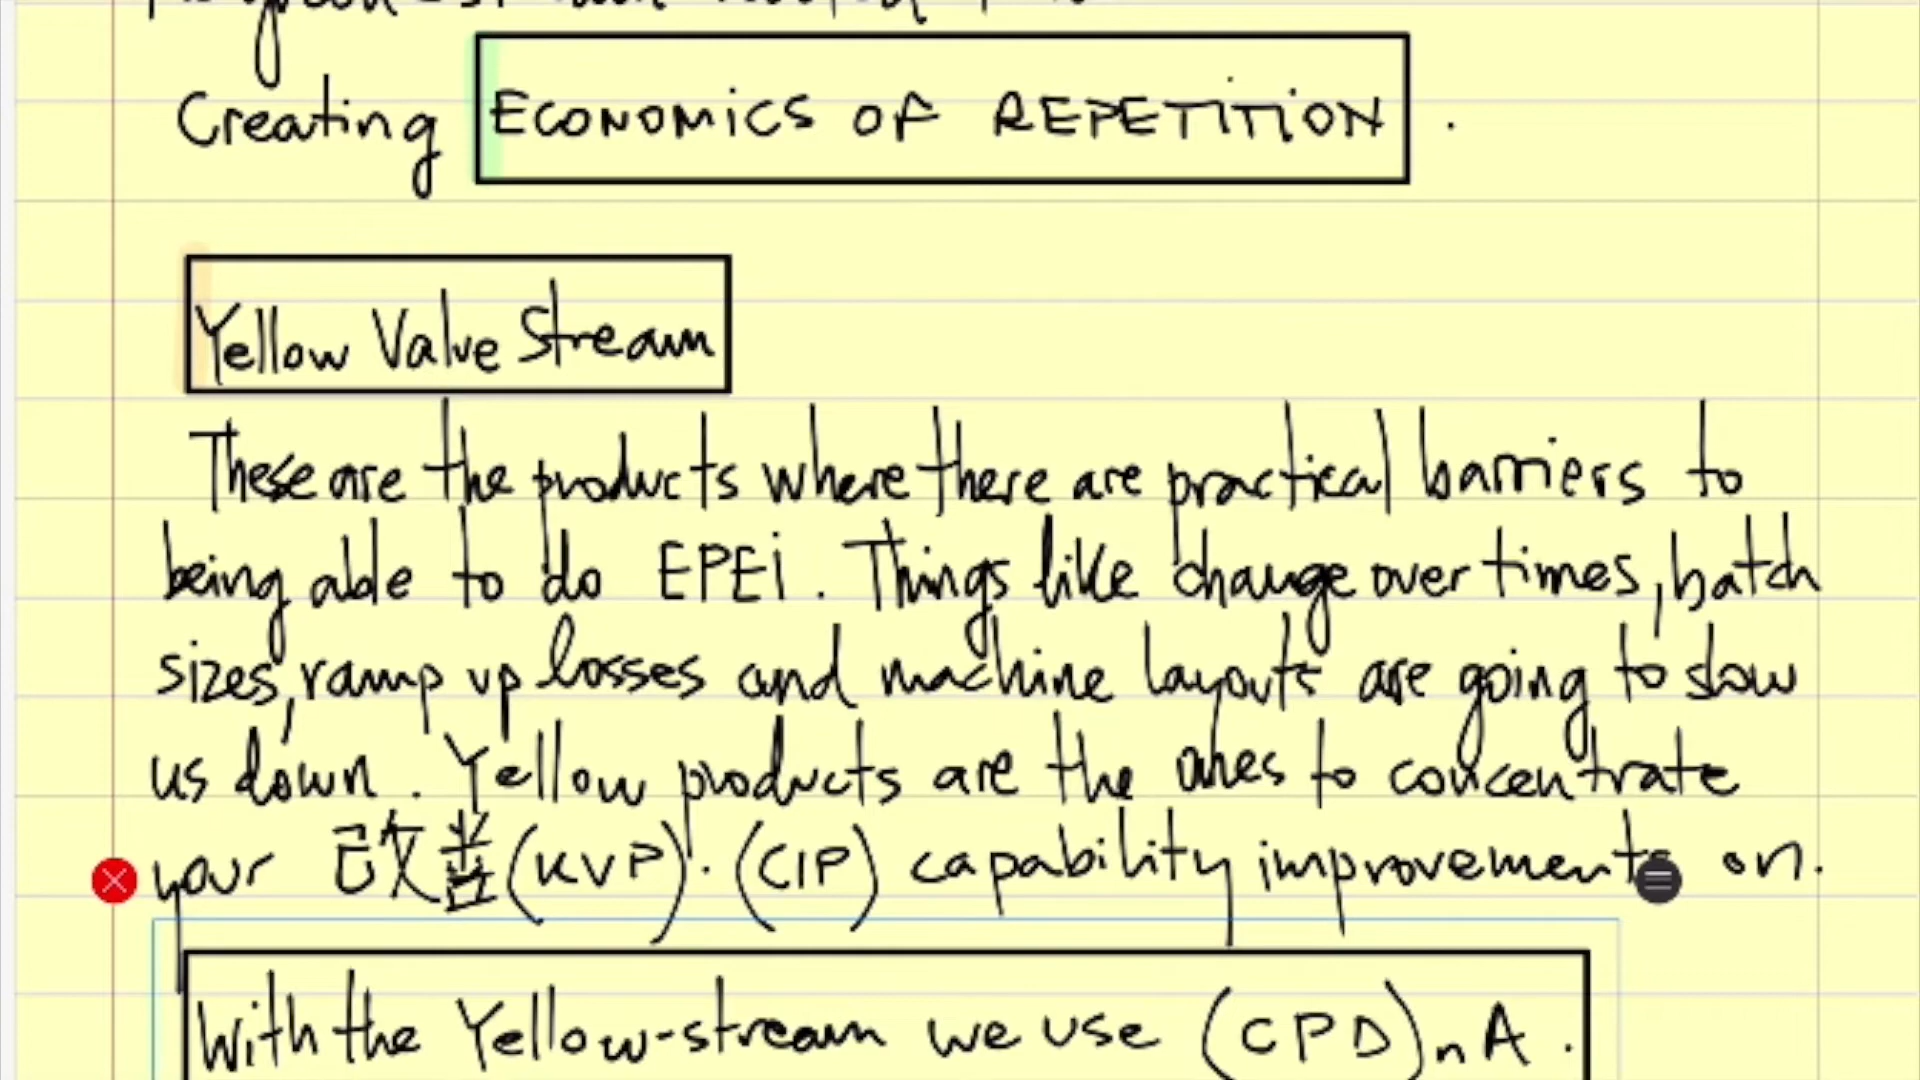 Creating ECONOMICS OF REPETITION .
Yellow Value Stream
These are the products where there are practical barriers to
being able to do EPEi. Things like change over times, batch
sizes, ramp up losses and machine layouts are going to slow
us down. Yellow products are the ones to concentrate
your 改善 (KVP). (CIP) capability improvements on.
With the Yellow-stream we use (CPD)nA.